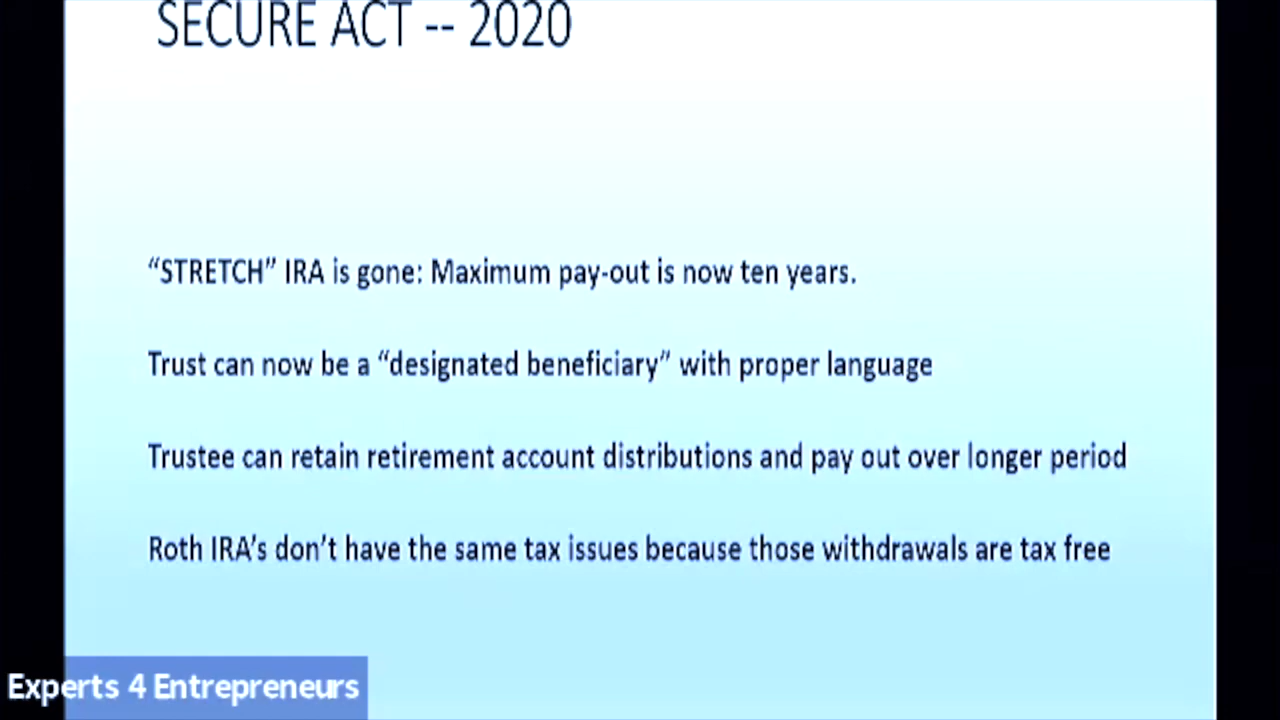 SECURE ACT -- 2020
“STRETCH” IRA is gone: Maximum pay-out is now ten years.
Trust can now be a “designated beneficiary” with proper language
Trustee can retain retirement account distributions and pay out over longer period
Roth IRA’s don’t have the same tax issues because those withdrawals are tax free
Experts 4 Entrepreneurs